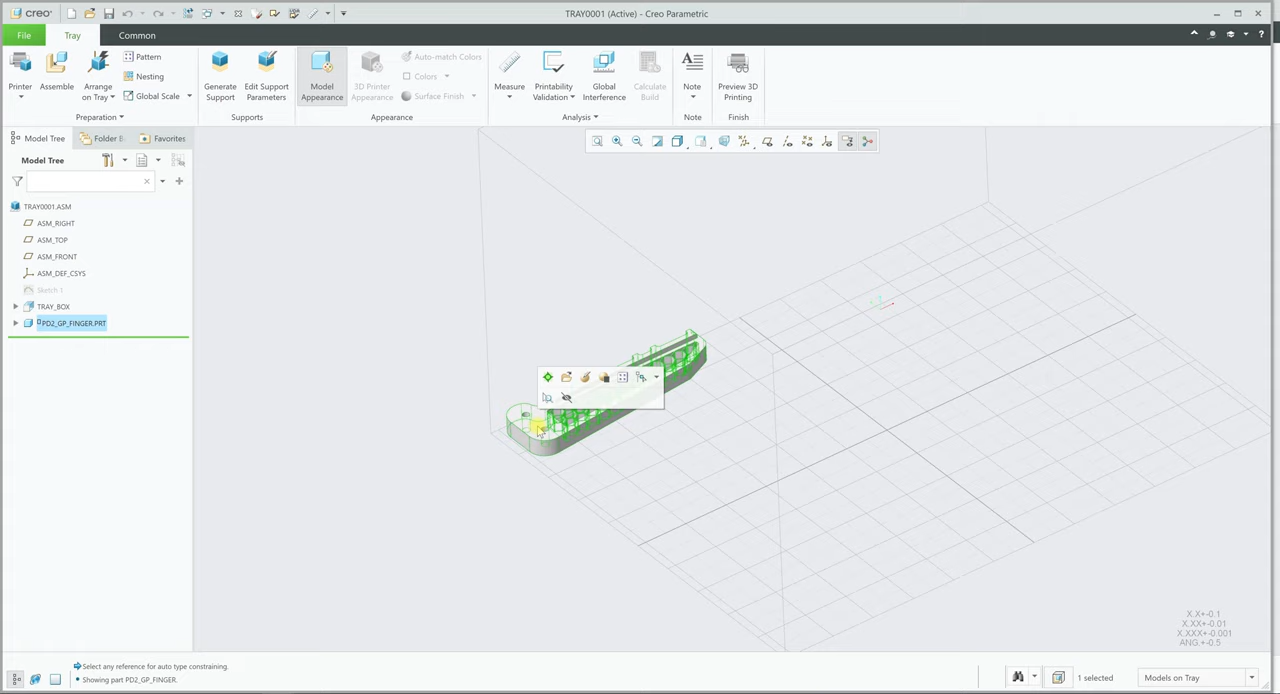 creo
TRAY0001 (Active) - Creo Parametric
File
Tray
Common
Printer
Assemble
Arrange
on Tray
Pattern
Nesting
Global Scale
Preparation
Generate
Support
Edit Support
Parameters
Supports
Model
Appearance
3D Printer
Appearance
Auto-match Colors
Colors
Surface Finish
Appearance
Measure
Printability
Validation
Global
Interference
Calculate
Build
Analysis
Note
Note
Preview 3D
Printing
Finish
Model Tree
Folder B
Favorites
Model Tree
TRAY0001.ASM
ASM_RIGHT
ASM_TOP
ASM_FRONT
ASM_DEF_CSYS
Sketch 1
TRAY_BOX
PD2_GP_FINGER.PRT
X.X+-0.1
X.XX+-0.01
X.XXX+-0.001
ANG.+-0.5
Select any reference for auto type constraining.
Showing part PD2_GP_FINGER.
1 selected
Models on Tray